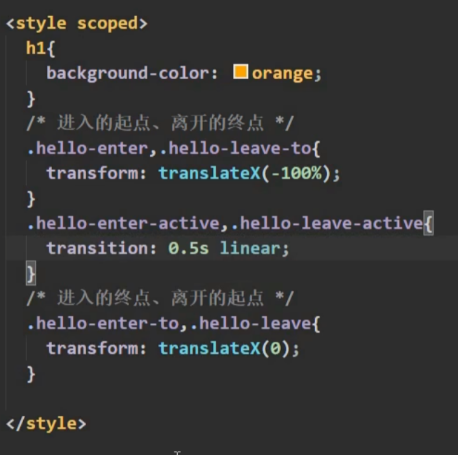 <style scoped>
h1{
background-color: orange;
}
/* 进入的起点、离开的终点 */
.hello-enter,.hello-leave-to{
transform: translateX(-100%);
}
.hello-enter-active,.hello-leave-active{
transition: 0.5s linear;
}
/* 进入的终点、离开的起点 */
.hello-enter-to,.hello-leave{
transform: translateX(0);
}
</style>